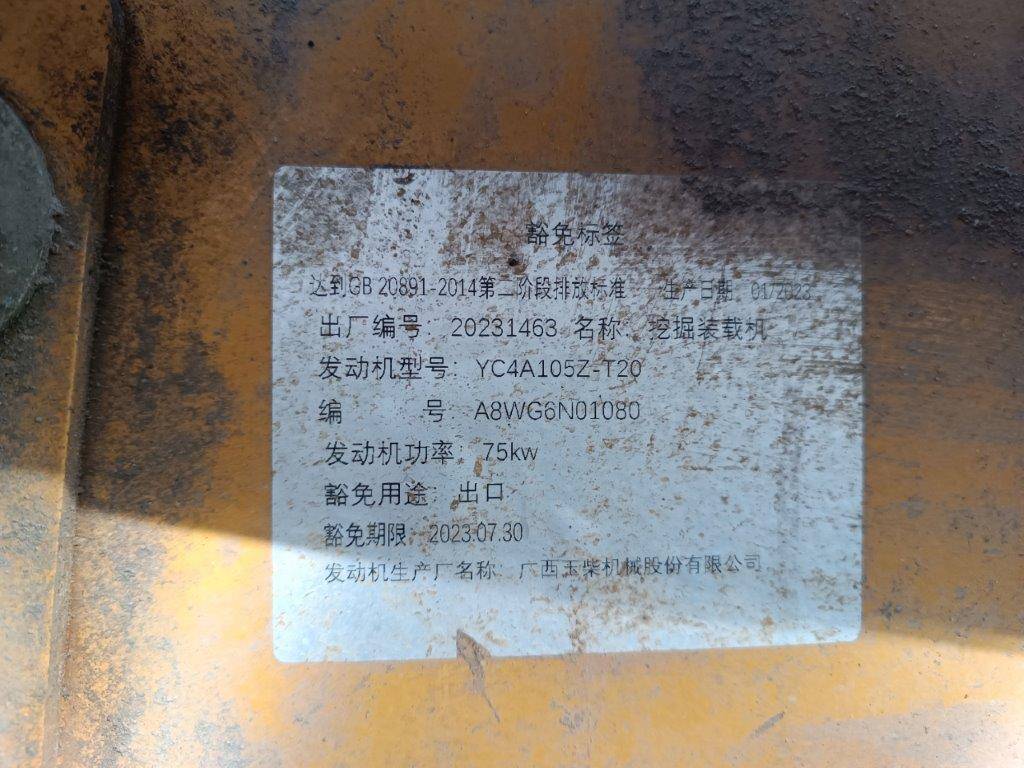 豁免标签
达到GB 20891-2014第二阶段排放标准 生产日期：01/2023
出厂编号：20231463 名称：挖掘装载机
发动机型号：YC4A105Z-T20
编 号：A8WG6N01080
发动机功率：75kw
豁免用途：出口
豁免期限：2023.07.30
发动机生产厂名称：广西玉柴机械股份有限公司